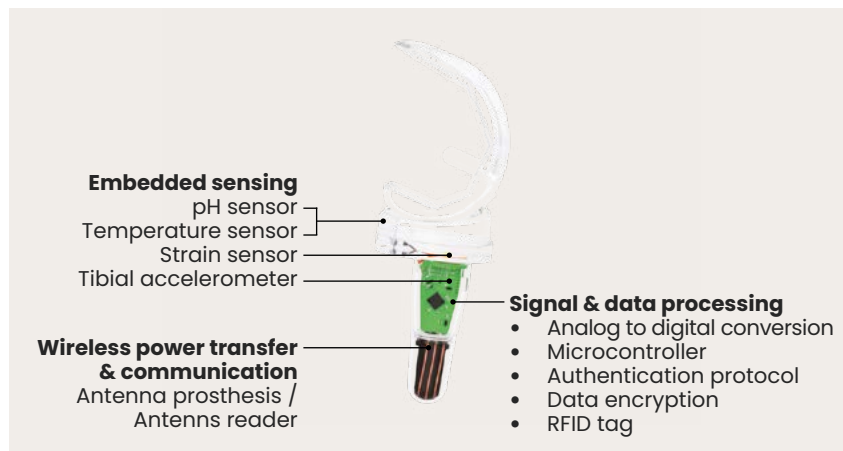 Embedded sensing
pH sensor
Temperature sensor
Strain sensor
Tibial accelerometer
Wireless power transfer
& communication
Antenna prosthesis /
Antenns reader
Signal & data processing
• Analog to digital conversion
• Microcontroller
• Authentication protocol
• Data encryption
• RFID tag